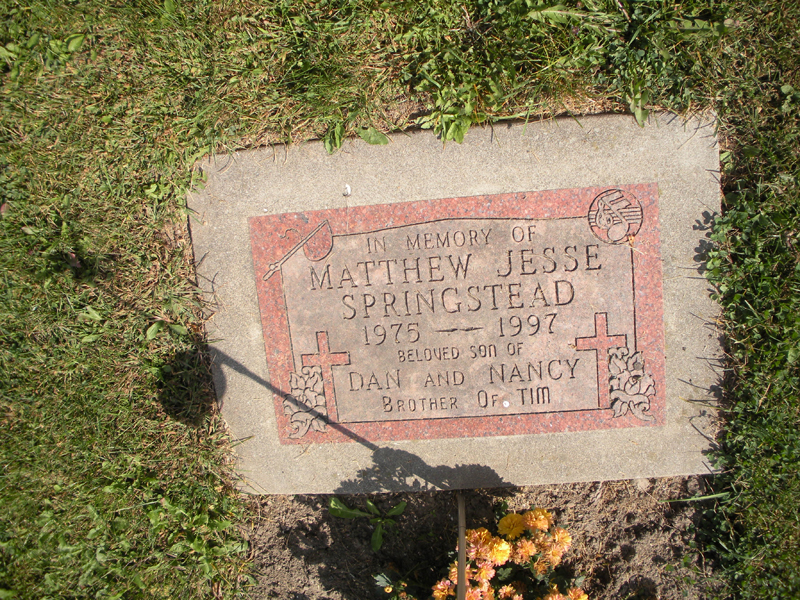 IN MEMORY OF
MATTHEW JESSE
SPRINGSTEAD
1975 — 1997
BELOVED SON OF
DAN AND NANCY
BROTHER OF TIM